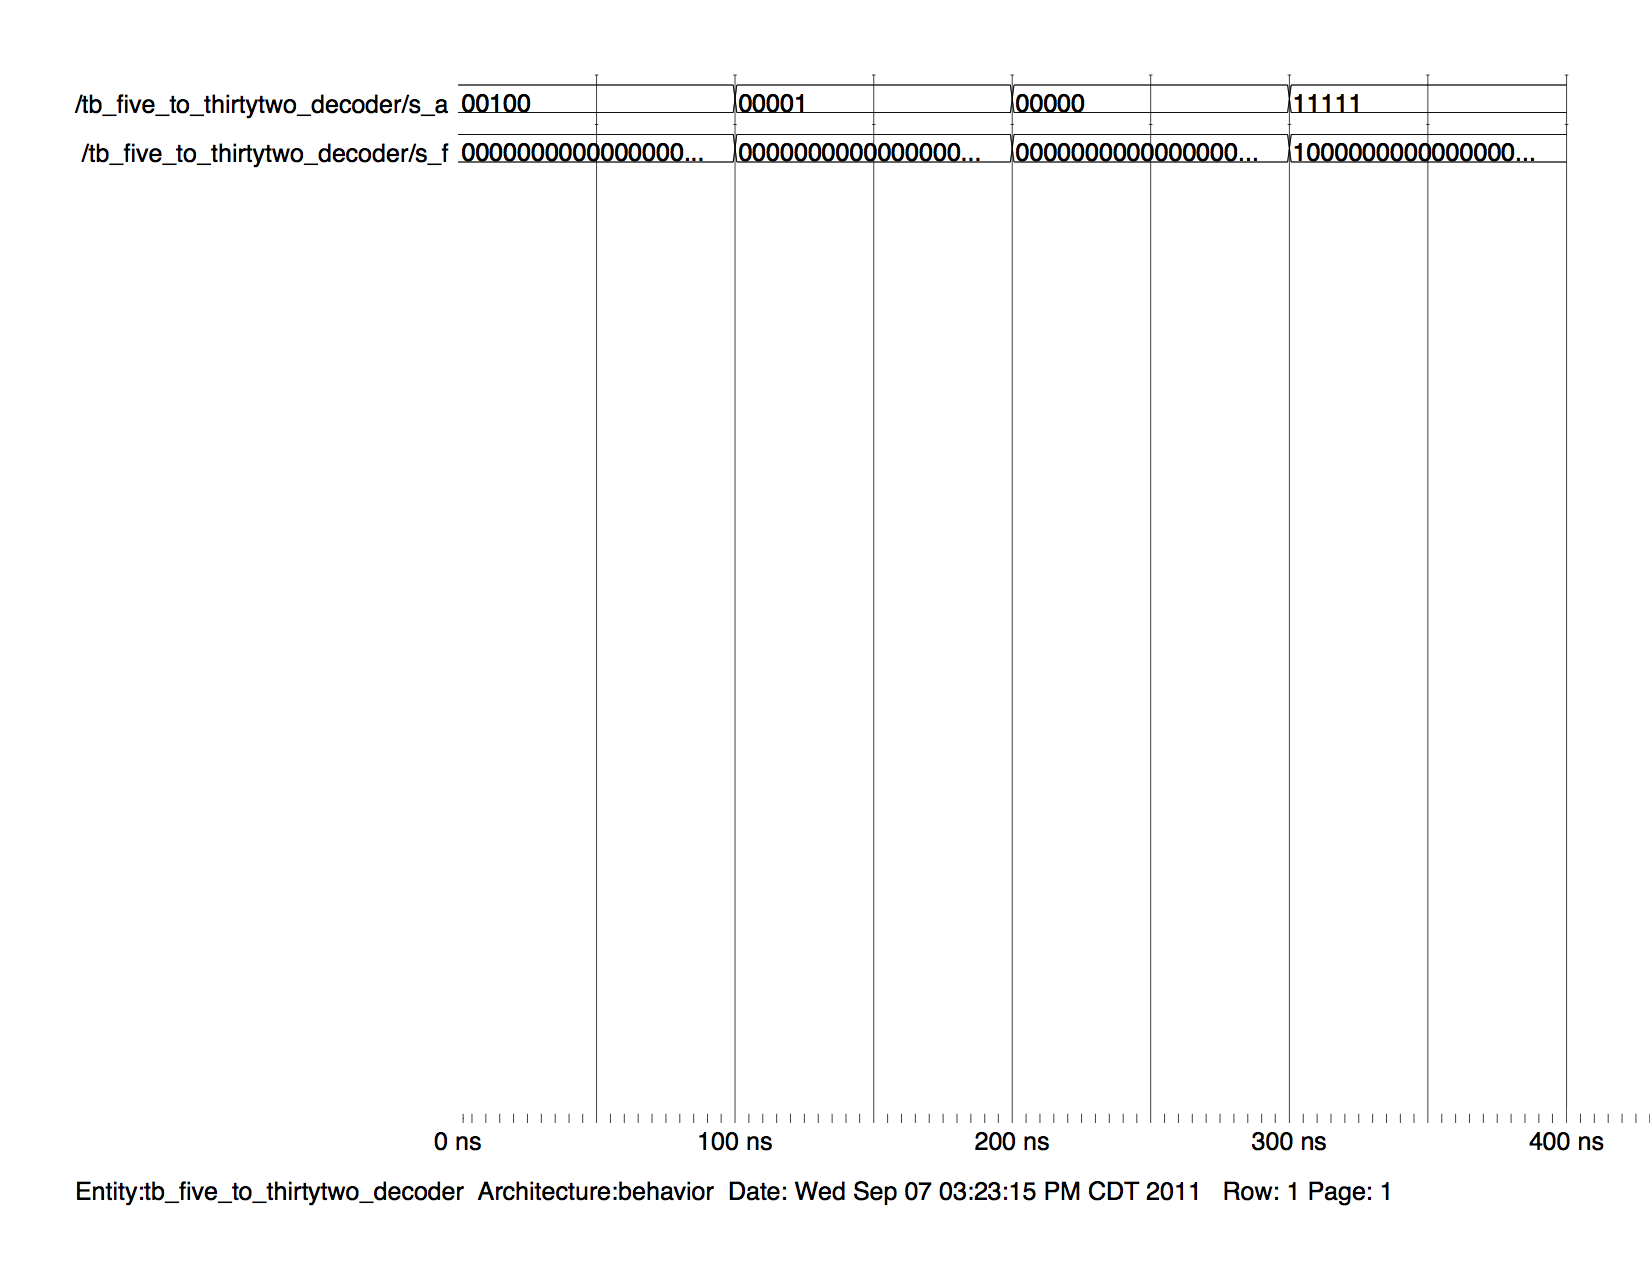 /tb_five_to_thirtytwo_decoder/s_a 00100 00001 00000 11111
/tb_five_to_thirtytwo_decoder/s_f 0000000000000000... 0000000000000000... 0000000000000000... 1000000000000000...
0 ns 100 ns 200 ns 300 ns 400 ns
Entity:tb_five_to_thirtytwo_decoder Architecture:behavior Date: Wed Sep 07 03:23:15 PM CDT 2011 Row: 1 Page: 1